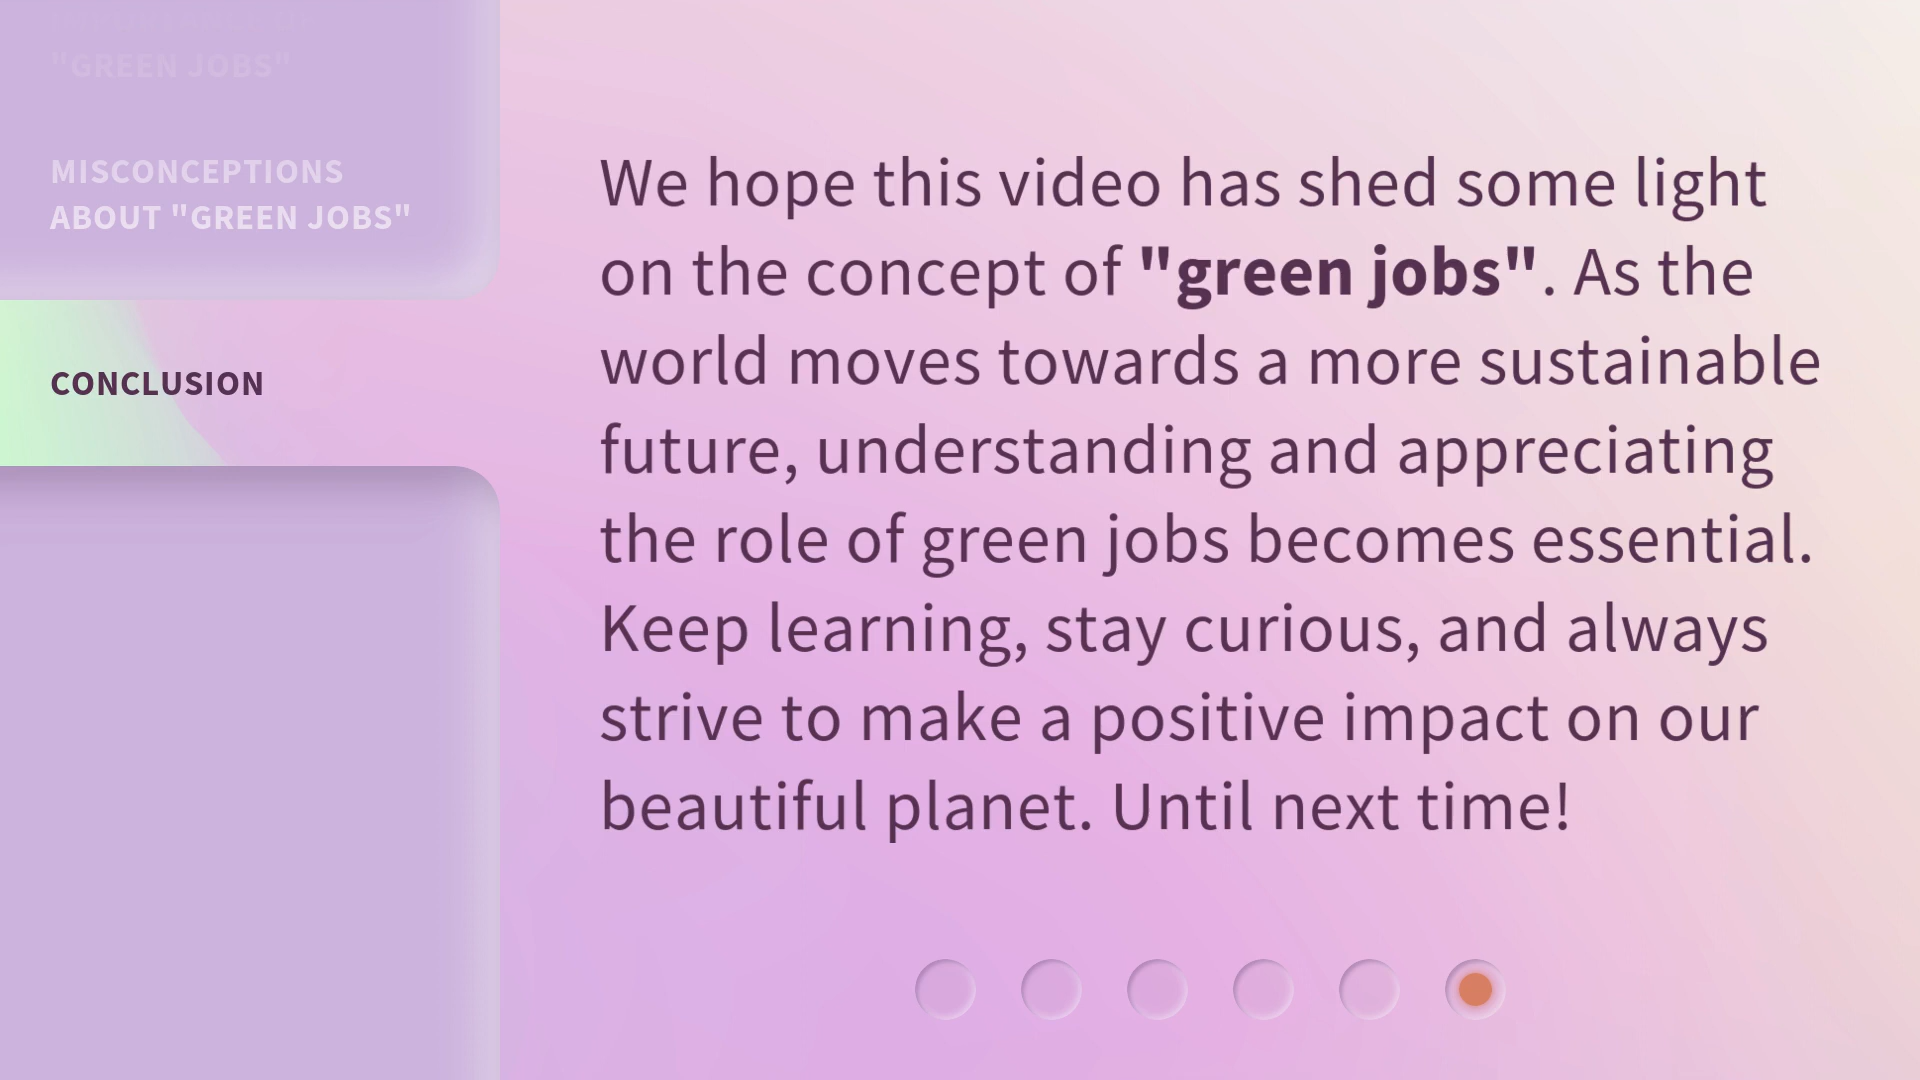 "GREEN JOBS"
MISCONCEPTIONS
ABOUT "GREEN JOBS"
CONCLUSION
We hope this video has shed some light
on the concept of "green jobs". As the
world moves towards a more sustainable
future, understanding and appreciating
the role of green jobs becomes essential.
Keep learning, stay curious, and always
strive to make a positive impact on our
beautiful planet. Until next time!